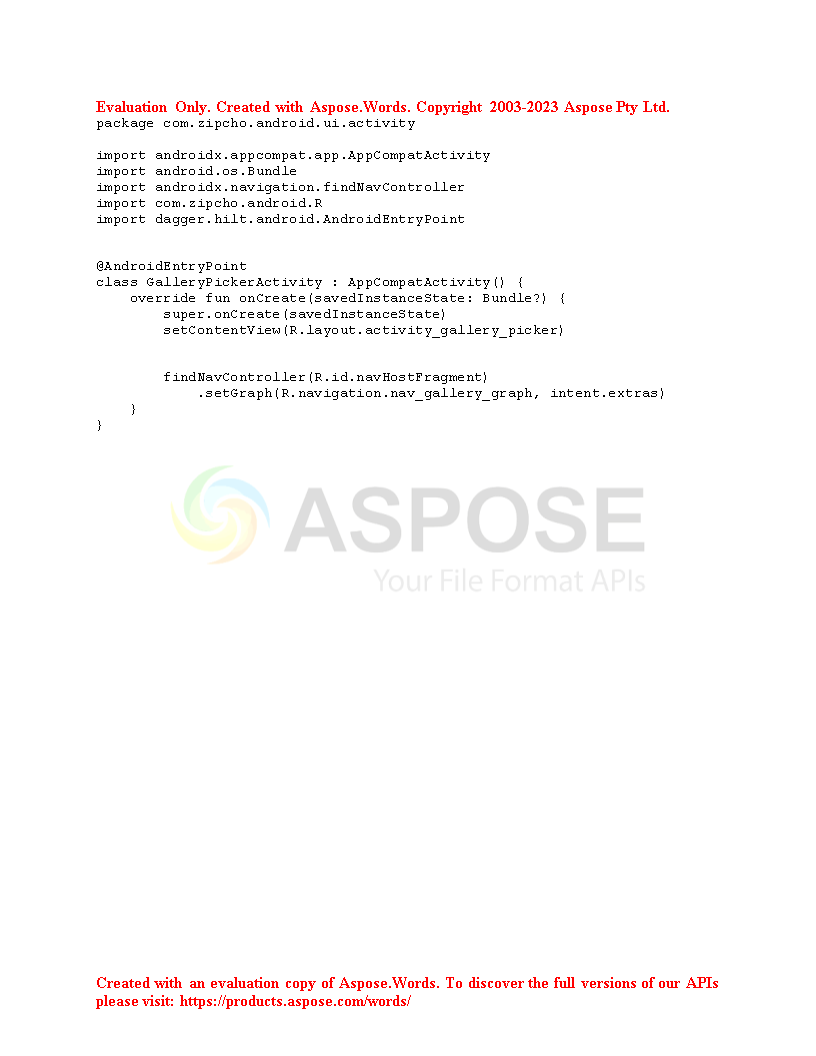 Evaluation Only. Created with Aspose.Words. Copyright 2003-2023 Aspose Pty Ltd.
package com.zipcho.android.ui.activity
import androidx.appcompat.app.AppCompatActivity
import android.os.Bundle
import androidx.navigation.findNavController
import com.zipcho.android.R
import dagger.hilt.android.AndroidEntryPoint
@AndroidEntryPoint
class GalleryPickerActivity : AppCompatActivity() {
    override fun onCreate(savedInstanceState: Bundle?) {
        super.onCreate(savedInstanceState)
        setContentView(R.layout.activity_gallery_picker)
        findNavController(R.id.navHostFragment)
            .setGraph(R.navigation.nav_gallery_graph, intent.extras)
    }
}
ASPOSE
Your File Format APIs
Created with an evaluation copy of Aspose.Words. To discover the full versions of our APIs
please visit: https://products.aspose.com/words/